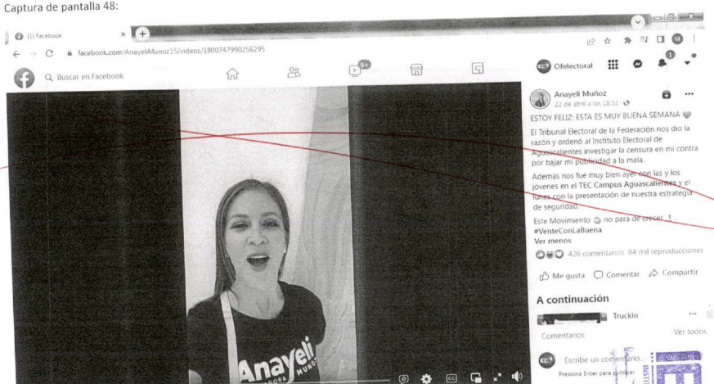 Captura de pantalla 48:
(1) Facebook
facebook.com/AnayeliMunoz15/videos/1800747990256295
Buscar en Facebook
9+
Ofelectoral
Anayeli Muñoz
22 de abril a las 18:51
ESTOY FELIZ: ESTA ES MUY BUENA SEMANA
El Tribunal Electoral de la Federación nos dio la
razón y ordenó al Instituto Electoral de
Aguascalientes investigar la censura en mi contra
por bajar mi publicidad a la mala.
Además nos fue muy bien ayer con las y los
jóvenes en el TEC Campus Aguascalientes y el
lunes con la presentación de nuestra estrategia
de seguridad.
Este Movimiento no para de crecer.
#VenteConLaBuena
Ver menos
426 comentarios 84 mil reproducciones
Me gusta Comentar Compartir
A continuación
Truckin
Comentarios Ver todos
Escribe un comentario...
Presiona Enter para publicar
Anayeli
MUÑOZ